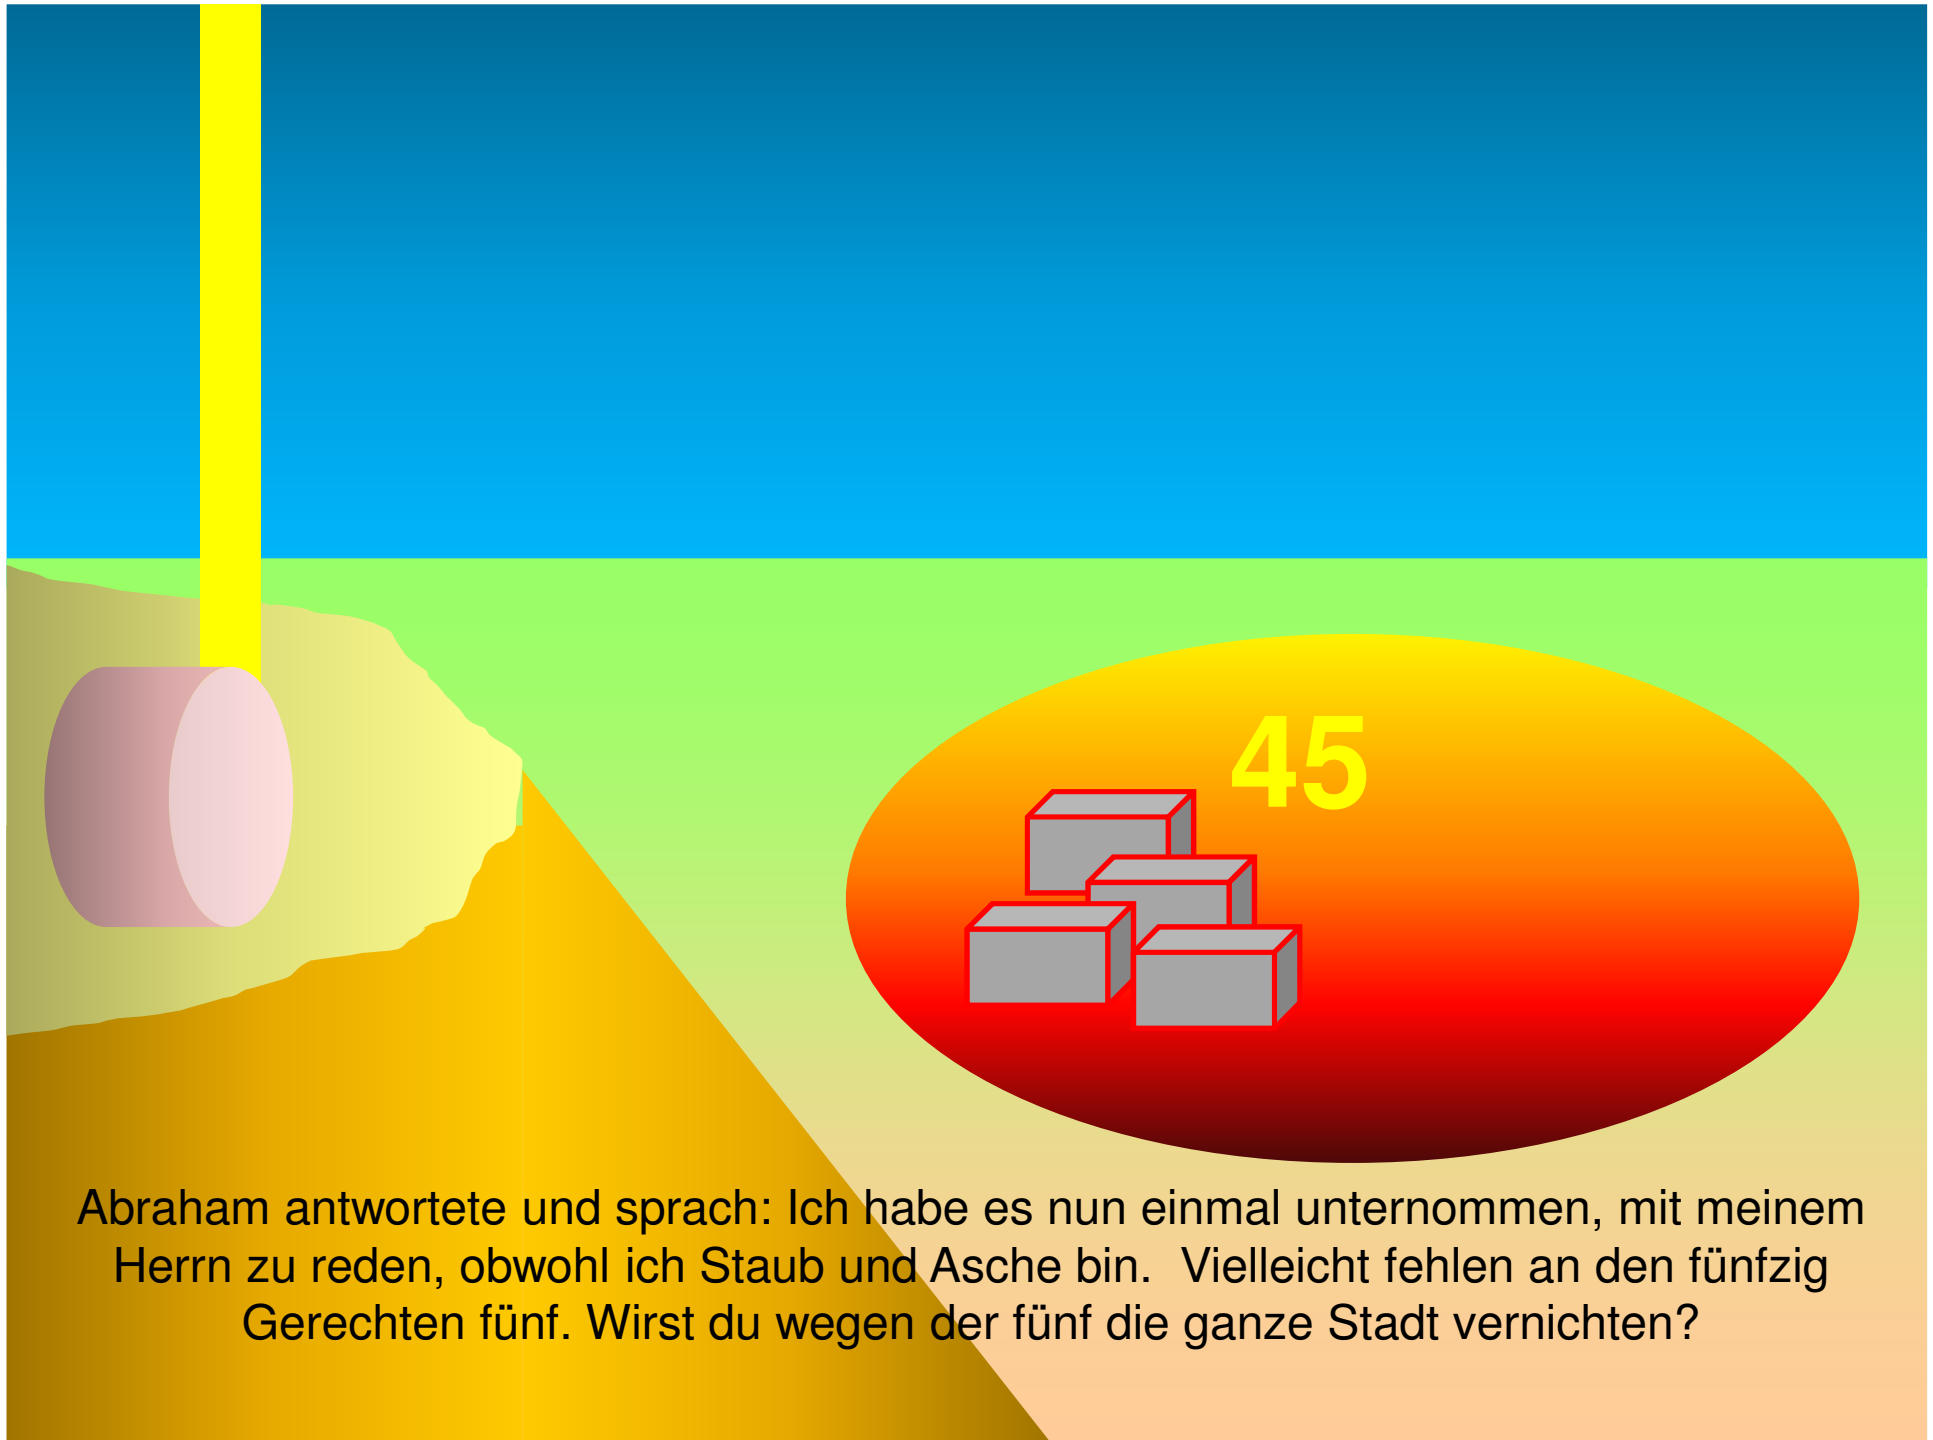 45
Abraham antwortete und sprach: Ich habe es nun einmal unternommen, mit meinem
Herrn zu reden, obwohl ich Staub und Asche bin.  Vielleicht fehlen an den fünfzig
Gerechten fünf. Wirst du wegen der fünf die ganze Stadt vernichten?